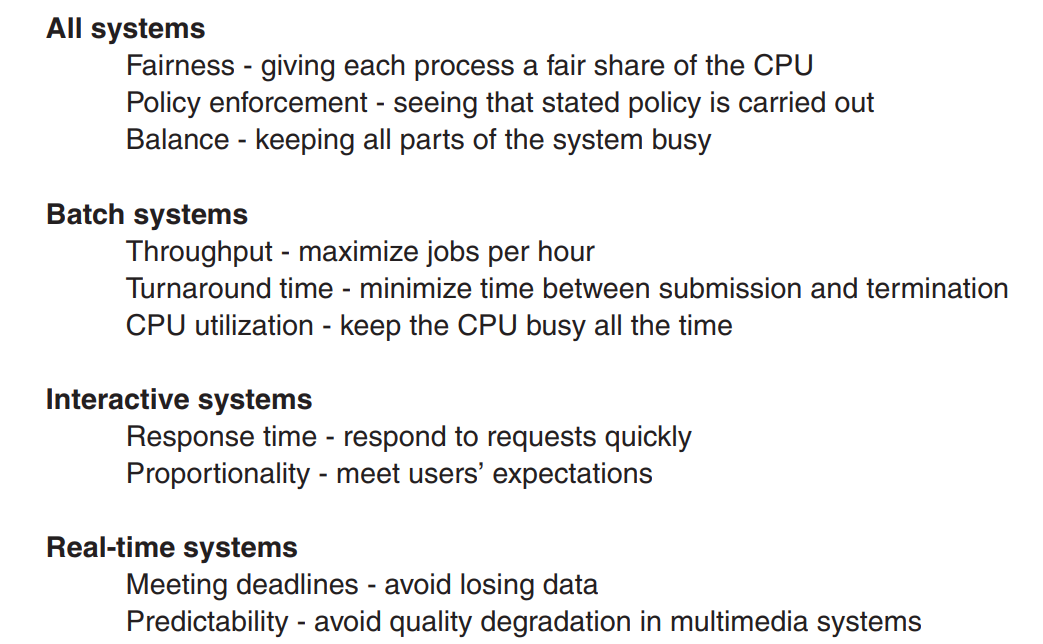 All systems
Fairness - giving each process a fair share of the CPU
Policy enforcement - seeing that stated policy is carried out
Balance - keeping all parts of the system busy
Batch systems
Throughput - maximize jobs per hour
Turnaround time - minimize time between submission and termination
CPU utilization - keep the CPU busy all the time
Interactive systems
Response time - respond to requests quickly
Proportionality - meet users’ expectations
Real-time systems
Meeting deadlines - avoid losing data
Predictability - avoid quality degradation in multimedia systems